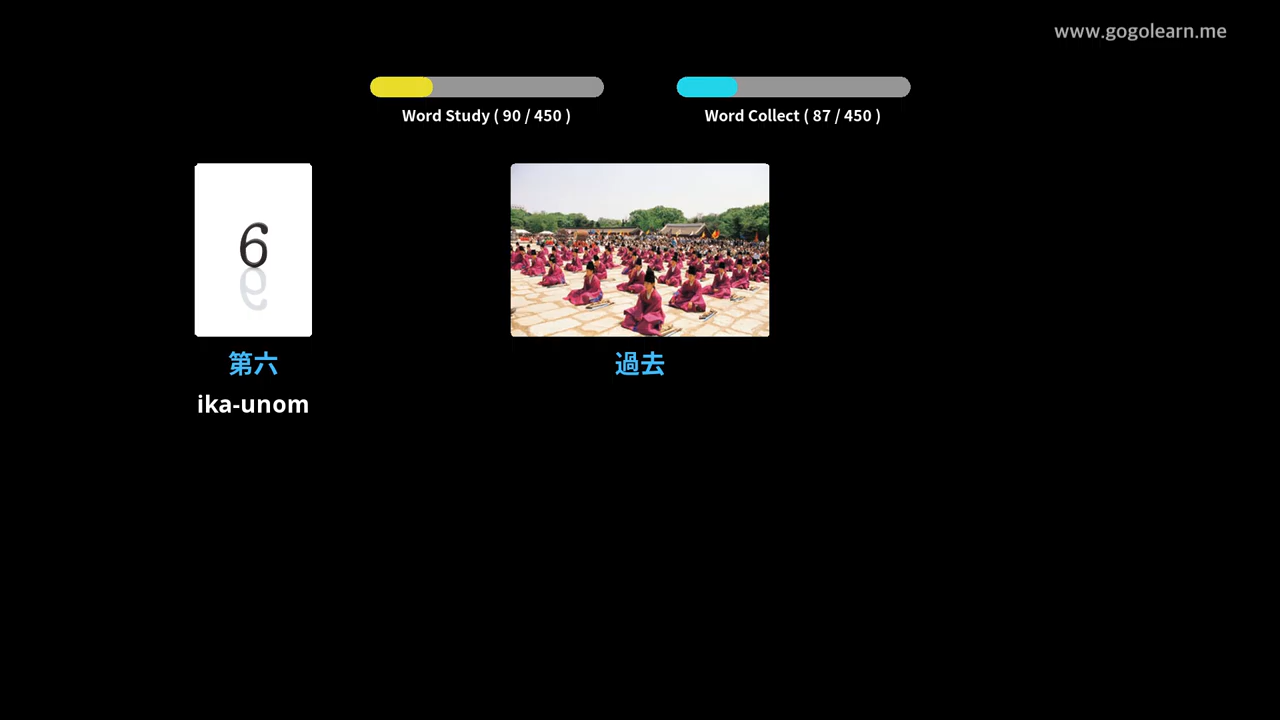 www.gogolearn.me
Word Study ( 90 / 450 )
Word Collect ( 87 / 450 )
6
第六
過去
ika-unom